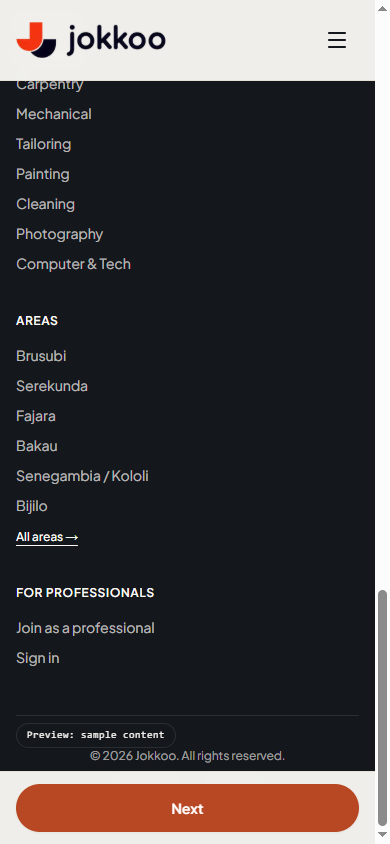 jokkoo
Carpentry
Mechanical
Tailoring
Painting
Cleaning
Photography
Computer & Tech
AREAS
Brusubi
Serekunda
Fajara
Bakau
Senegambia / Kololi
Bijilo
All areas →
FOR PROFESSIONALS
Join as a professional
Sign in
Preview: sample content
© 2026 Jokkoo. All rights reserved.
Next